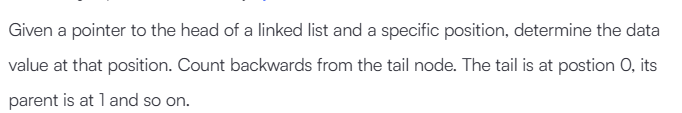 Given a pointer to the head of a linked list and a specific position, determine the data
value at that position. Count backwards from the tail node. The tail is at postion 0, its
parent is at 1 and so on.